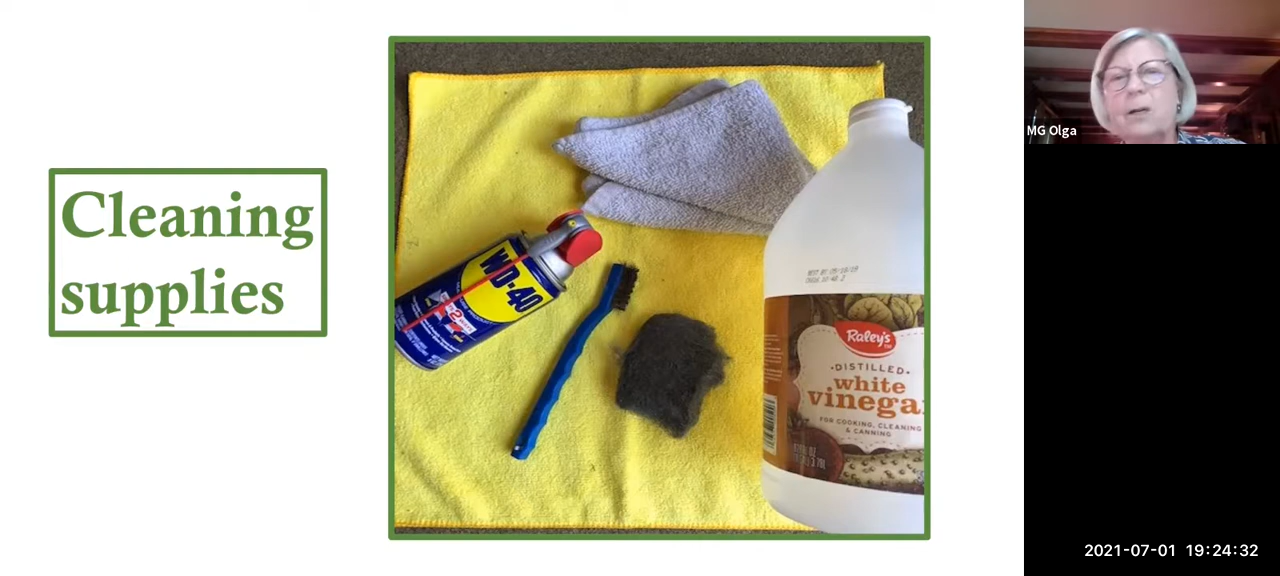 Cleaning
supplies
WD-40
Raley's
DISTILLED
white
vinega
FOR COOKING, CLEANING
& CANNING
MG Olga
2021-07-01 19:24:32